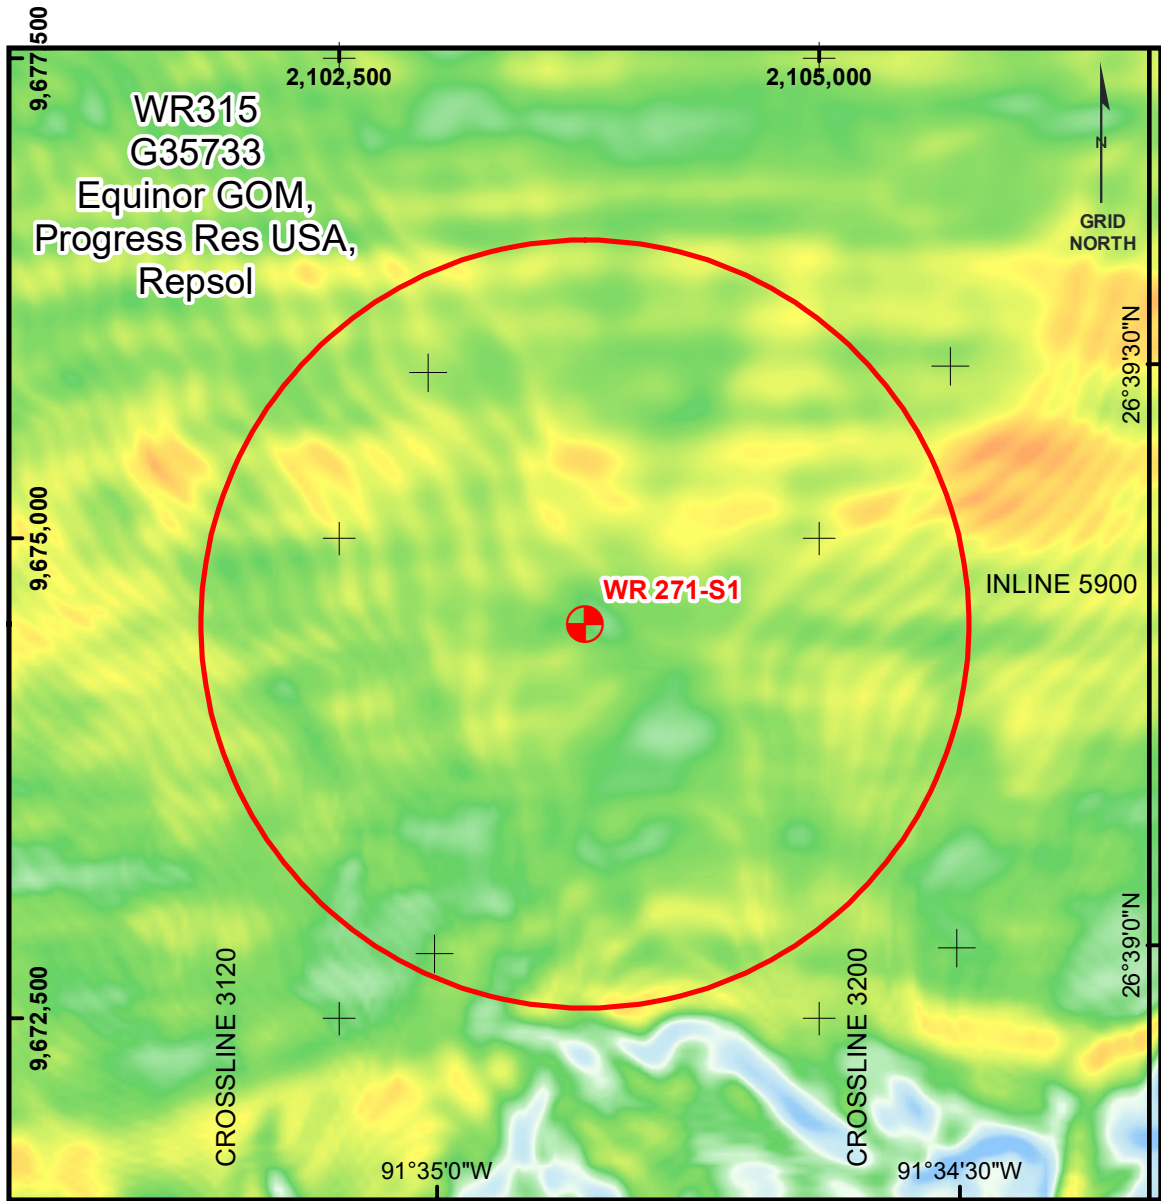 9,677,500
2,102,500
2,105,000
WR315
G35733
Equinor GOM,
Progress Res USA,
Repsol
N
GRID
NORTH
26°39'30"N
9,675,000
INLINE 5900
WR 271-S1
26°39'0"N
9,672,500
CROSSLINE 3120
CROSSLINE 3200
91°35'0"W
91°34'30"W